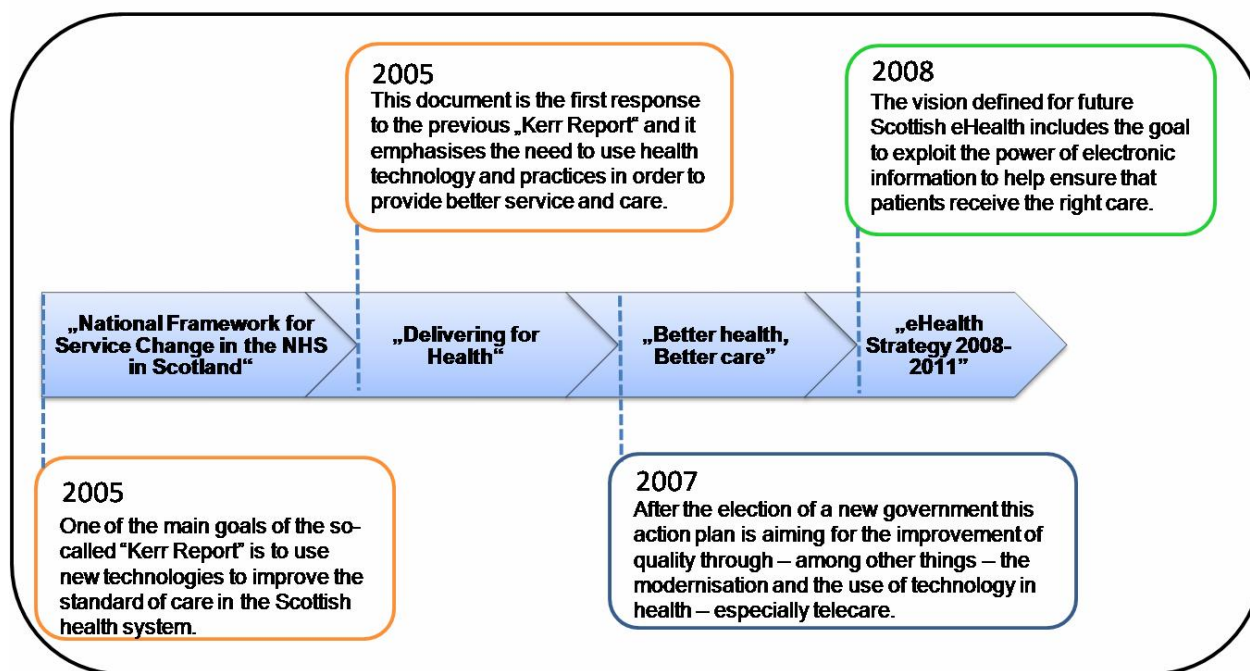 2005
This document is the first response
to the previous „Kerr Report“ and it
emphasises the need to use health
technology and practices in order to
provide better service and care.
2008
The vision defined for future
Scottish eHealth includes the goal
to exploit the power of electronic
information to help ensure that
patients receive the right care.
„National Framework for
Service Change in the NHS
in Scotland“
„Delivering for
Health“
„Better health,
Better care”
„eHealth
Strategy 2008-
2011”
2005
One of the main goals of the so-
called “Kerr Report” is to use
new technologies to improve the
standard of care in the Scottish
health system.
2007
After the election of a new government this
action plan is aiming for the improvement of
quality through – among other things – the
modernisation and the use of technology in
health – especially telecare.